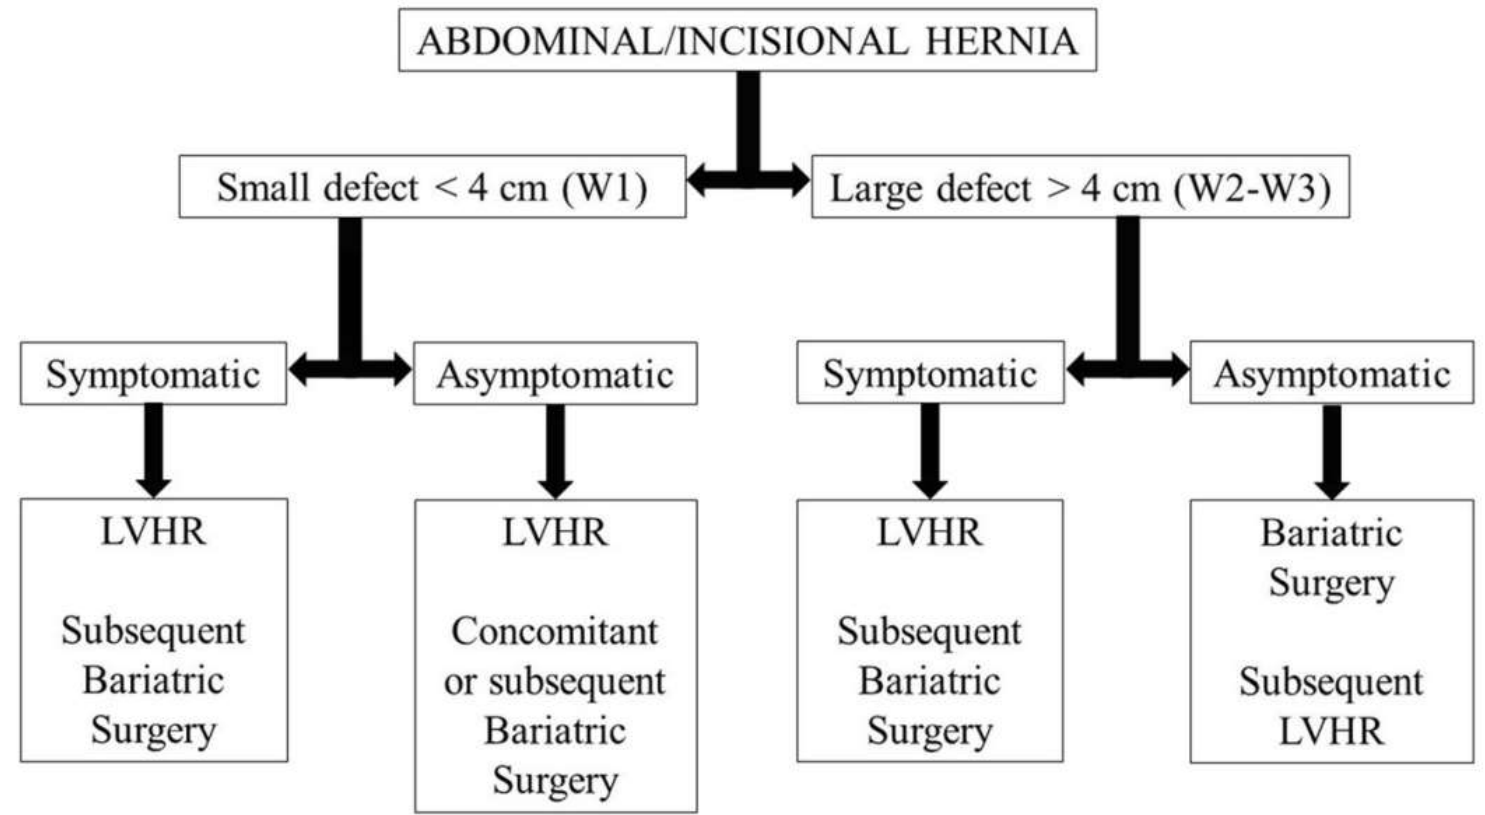 ABDOMINAL/INCISIONAL HERNIA
Small defect < 4 cm (W1)
Large defect > 4 cm (W2-W3)
Symptomatic
Asymptomatic
Symptomatic
Asymptomatic
LVHR
Subsequent
Bariatric
Surgery
LVHR
Concomitant
or subsequent
Bariatric
Surgery
LVHR
Subsequent
Bariatric
Surgery
Bariatric
Surgery
Subsequent
LVHR